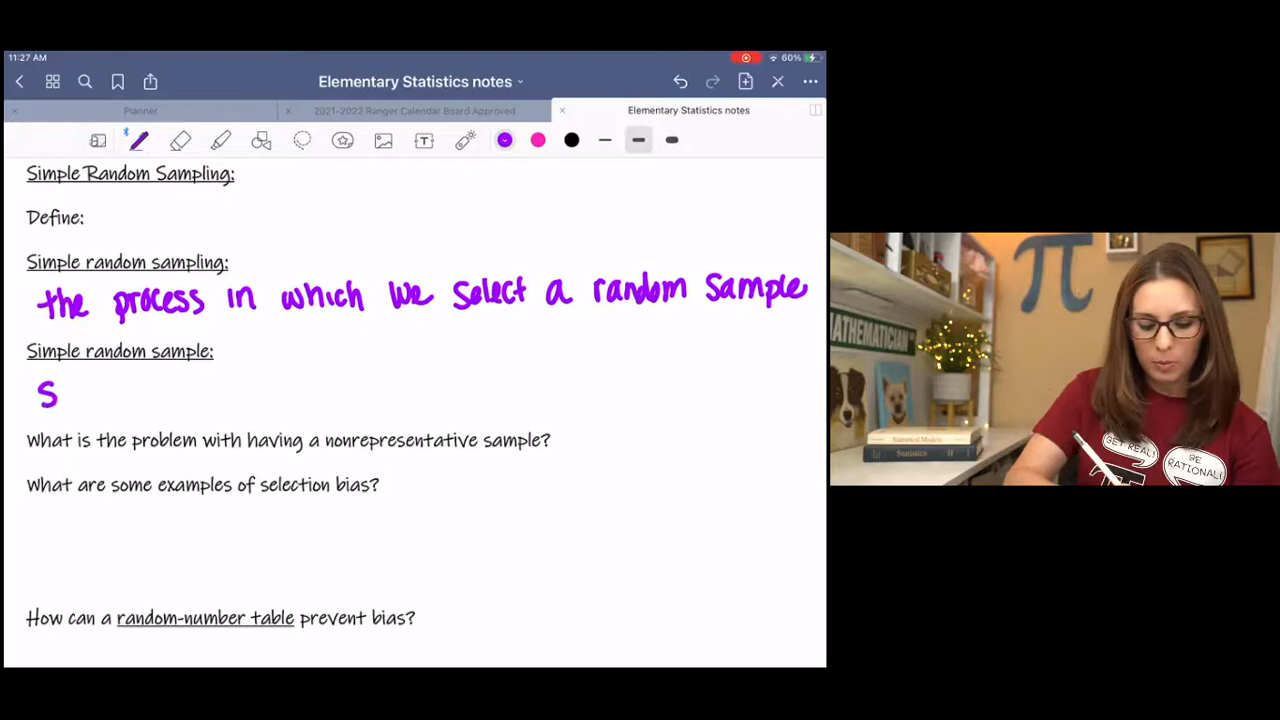 11:27 AM
60%
Elementary Statistics notes
Planner
2021-2022 Ranger Calendar Board Approved
Elementary Statistics notes
Simple Random Sampling:
Define:
Simple random sampling:
the process in which we select a random sample
Simple random sample:
S
What is the problem with having a nonrepresentative sample?
What are some examples of selection bias?
How can a random-number table prevent bias?
MATHEMATICIAN
Statistical Models
Statistics
GET REAL!
BE RATIONAL!